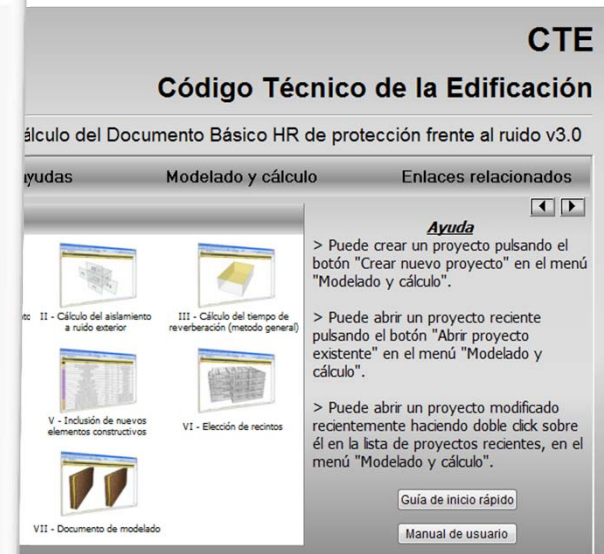 CTE
Código Técnico de la Edificación
álculo del Documento Básico HR de protección frente al ruido v3.0
yudas Modelado y cálculo Enlaces relacionados
II - Cálculo del aislamiento
a ruido exterior
III - Cálculo del tiempo de
reverberación (metodo general)
V - Inclusión de nuevos
elementos constructivos
VI - Elección de recintos
VII - Documento de modelado
Ayuda
> Puede crear un proyecto pulsando el
botón "Crear nuevo proyecto" en el menú
"Modelado y cálculo".
> Puede abrir un proyecto reciente
pulsando el botón "Abrir proyecto
existente" en el menú "Modelado y
cálculo".
> Puede abrir un proyecto modificado
recientemente haciendo doble click sobre
él en la lista de proyectos recientes, en el
menú "Modelado y cálculo".
Guía de inicio rápido
Manual de usuario